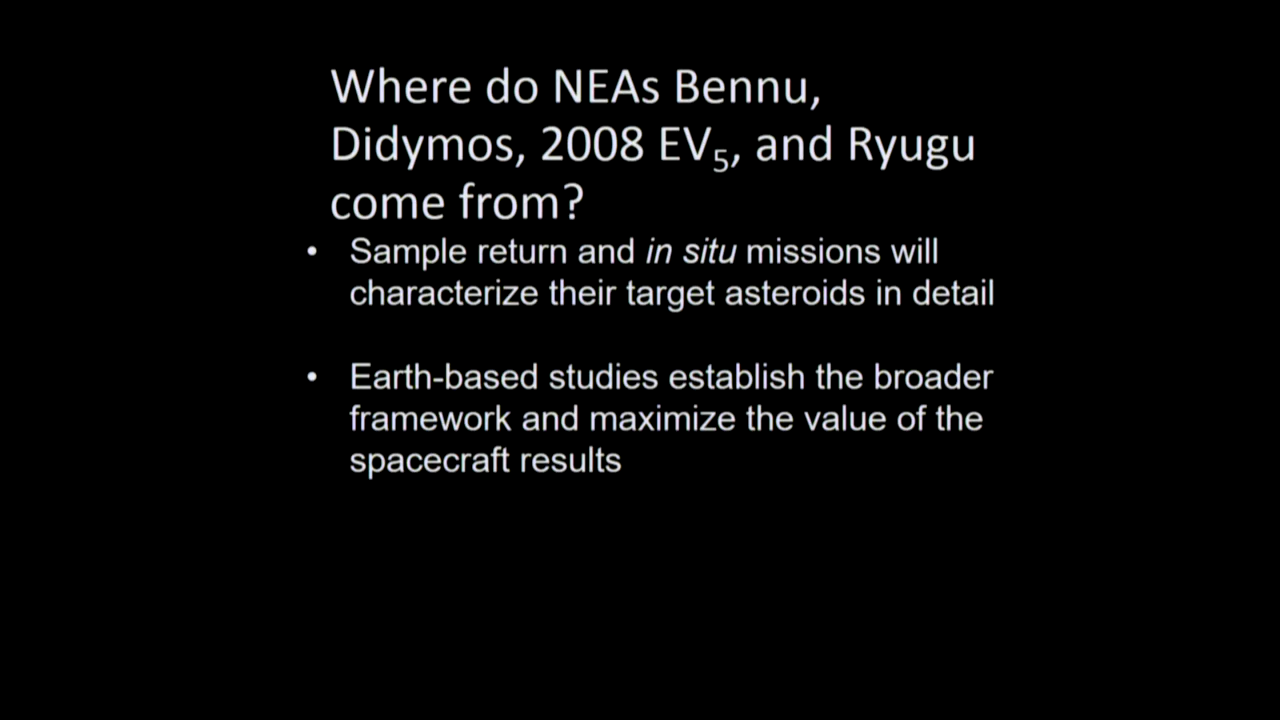 Where do NEAs Bennu,
Didymos, 2008 EV₅, and Ryugu
come from?
• Sample return and in situ missions will
characterize their target asteroids in detail
• Earth-based studies establish the broader
framework and maximize the value of the
spacecraft results